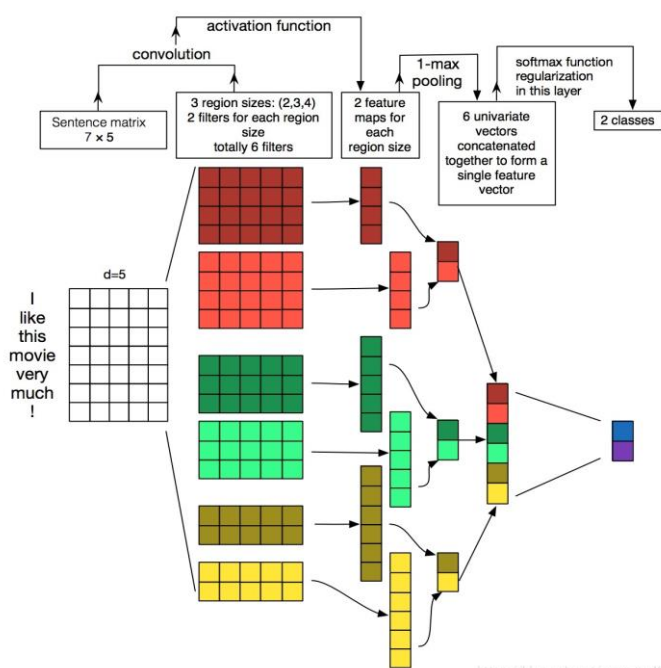 activation function
convolution
1-max
pooling
softmax function
regularization
in this layer
Sentence matrix
7 × 5
3 region sizes: (2,3,4)
2 filters for each region
size
totally 6 filters
2 feature
maps for
each
region size
6 univariate
vectors
concatenated
together to form a
single feature
vector
2 classes
d=5
I
like
this
movie
very
much
!